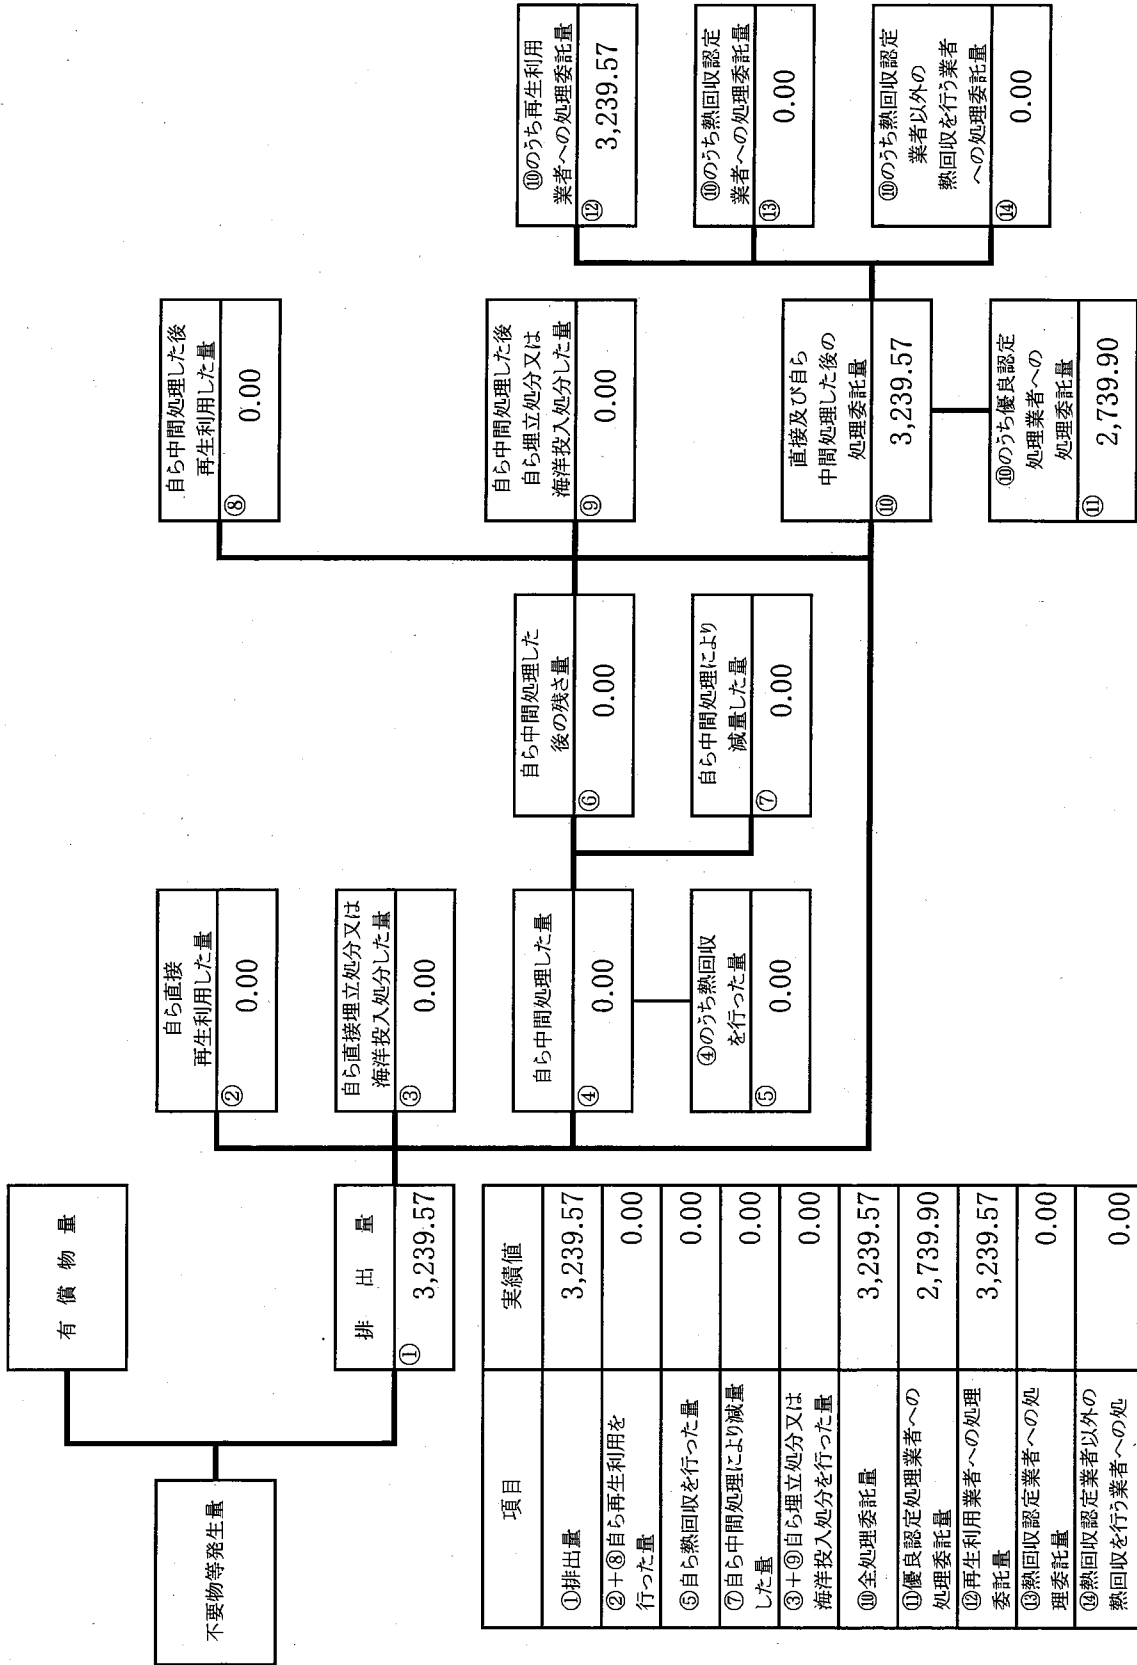 不要物等発生量
有償物量
排出量
①
3,239.57
自ら直接
再生利用した量
②
0.00
自ら直接埋立処分又は
海洋投入処分した量
③
0.00
自ら中間処理した量
④
0.00
④のうち熱回収
を行った量
⑤
0.00
自ら中間処理した
後の残さ量
⑥
0.00
自ら中間処理により
減量した量
⑦
0.00
自ら中間処理した後
再生利用した量
⑧
0.00
自ら中間処理した後
自ら埋立処分又は
海洋投入処分した量
⑨
0.00
直接及び自ら
中間処理した後の
処理委託量
⑩
3,239.57
⑩のうち優良認定
処理業者への
処理委託量
⑪
2,739.90
⑩のうち再生利用
業者への処理委託量
⑫
3,239.57
⑩のうち熱回収認定
業者への処理委託量
⑬
0.00
⑩のうち熱回収認定
業者以外の
熱回収を行う業者
への処理委託量
⑭
0.00
項目 実績値
①排出量 3,239.57
②+⑧自ら再生利用を
行った量 0.00
⑤自ら熱回収を行った量 0.00
⑦自ら中間処理により減量
した量 0.00
③+⑨自ら埋立処分又は
海洋投入処分を行った量 0.00
⑩全処理委託量 3,239.57
⑪優良認定処理業者への
処理委託量 2,739.90
⑫再生利用業者への処理
委託量 3,239.57
⑬熱回収認定業者への処
理委託量 0.00
⑭熱回収認定業者以外の
熱回収を行う業者への処 0.00